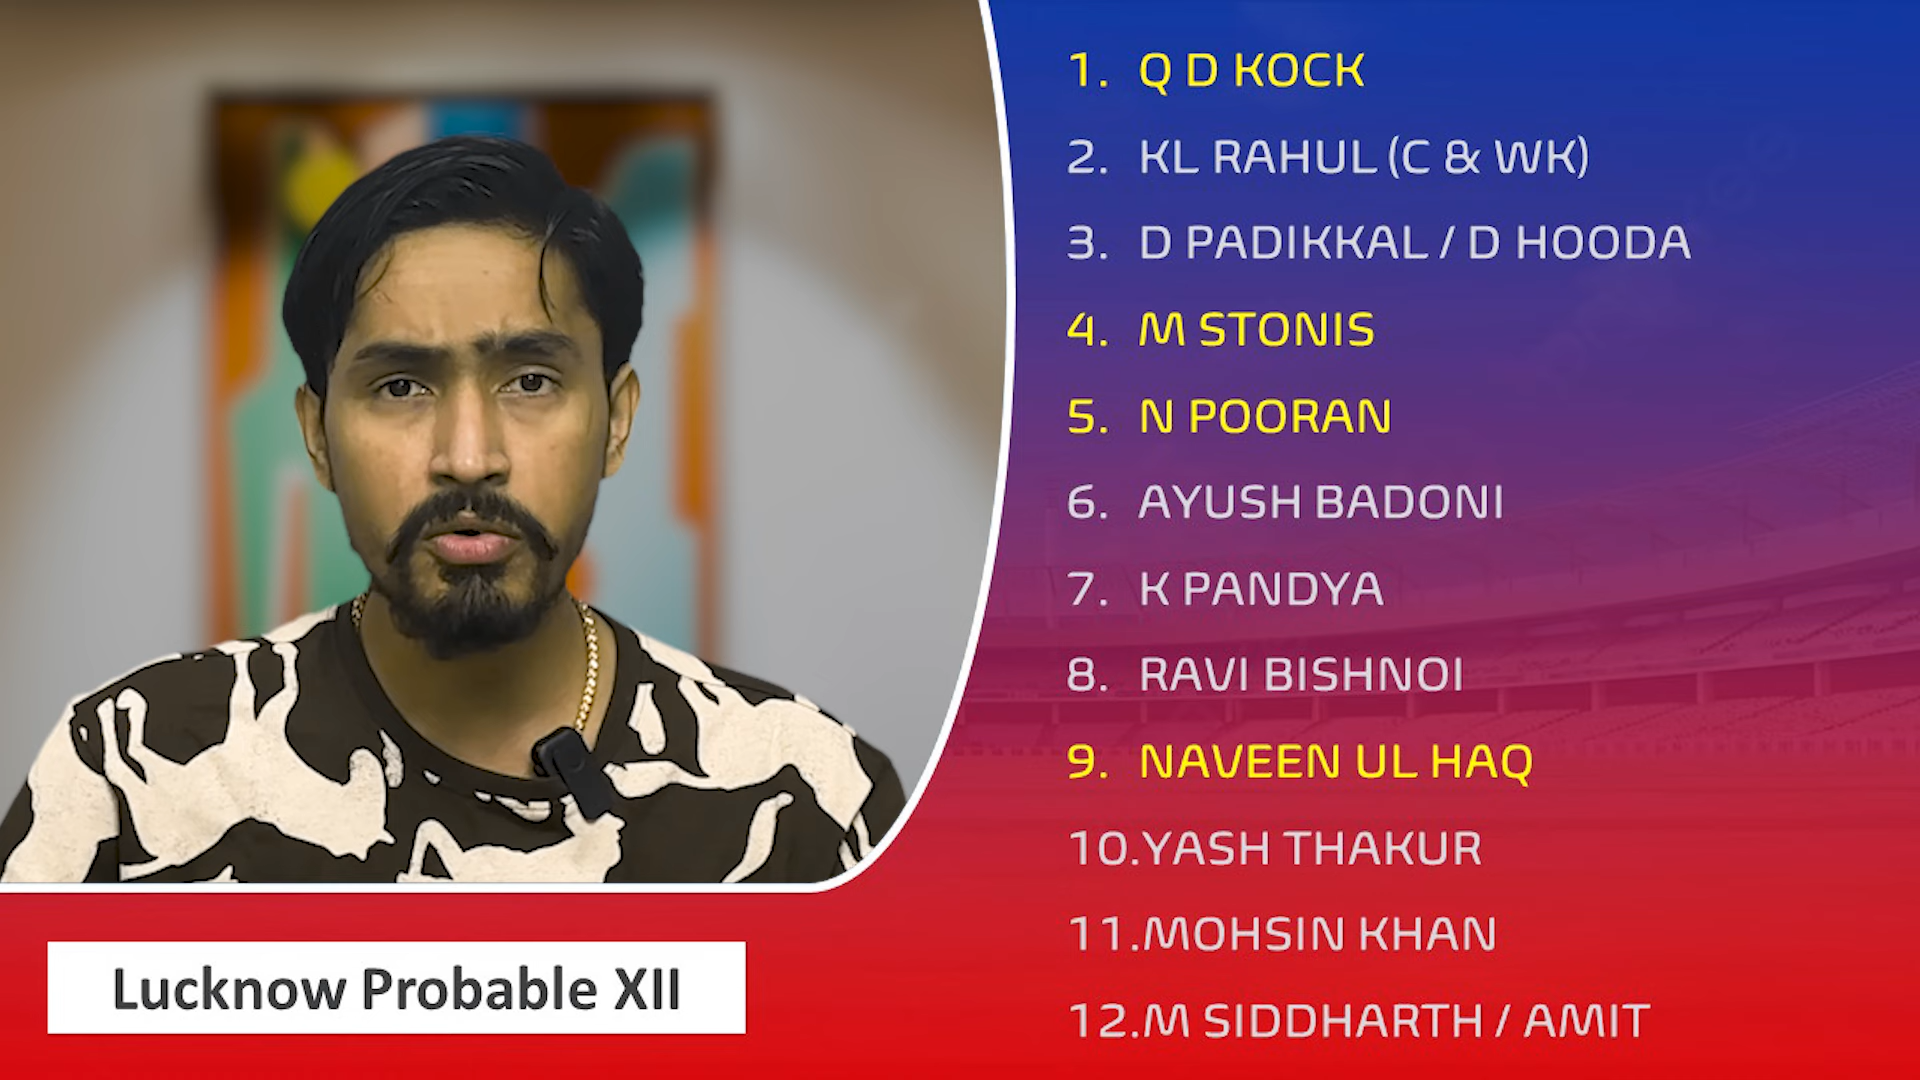 1. Q D KOCK
2. KL RAHUL (C & WK)
3. D PADIKKAL / D HOODA
4. M STONIS
5. N POORAN
6. AYUSH BADONI
7. K PANDYA
8. RAVI BISHNOI
9. NAVEEN UL HAQ
10.YASH THAKUR
11.MOHSIN KHAN
12.M SIDDHARTH / AMIT
Lucknow Probable XII